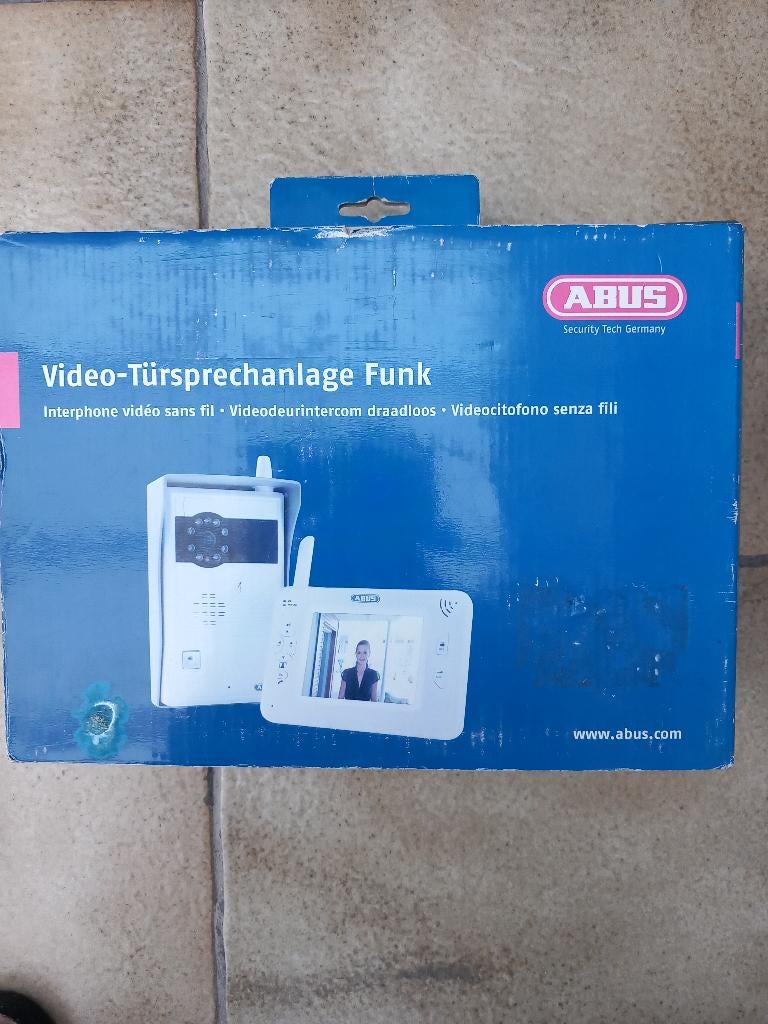 ABUS
Security Tech Germany
Video-Türsprechanlage Funk
Interphone vidéo sans fil • Videodeurintercom draadloos • Videocitofono senza fili
ABUS
www.abus.com